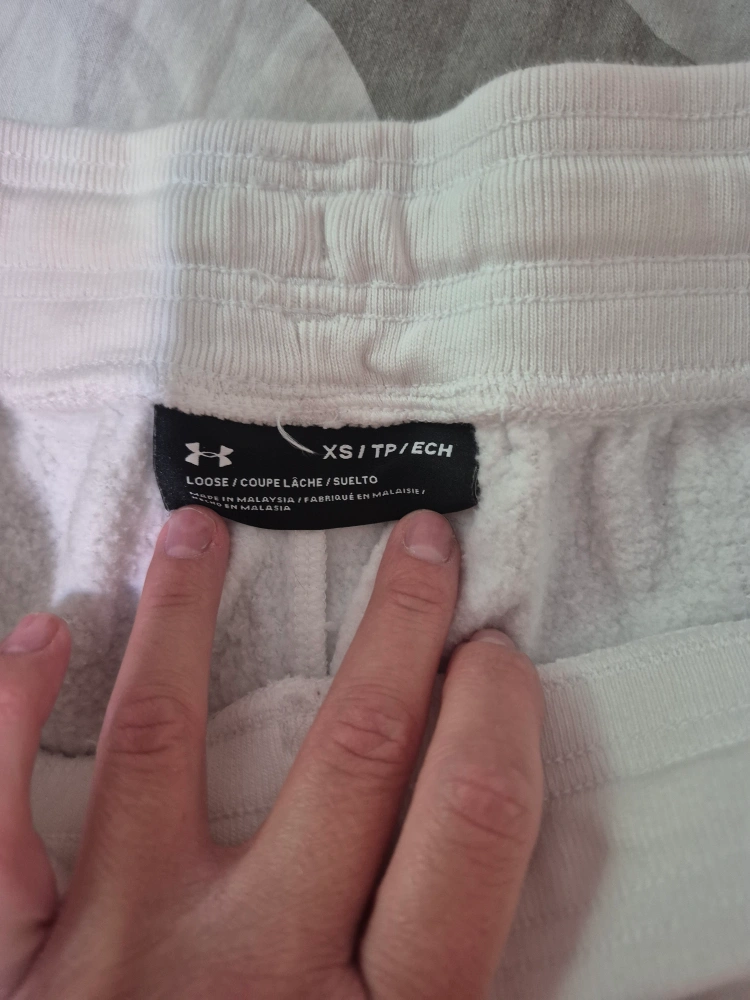 XS / TP / ECH
LOOSE / COUPE LÂCHE / SUELTO
MADE IN MALAYSIA / FABRIQUÉ EN MALAISIE /
HECHO EN MALASIA